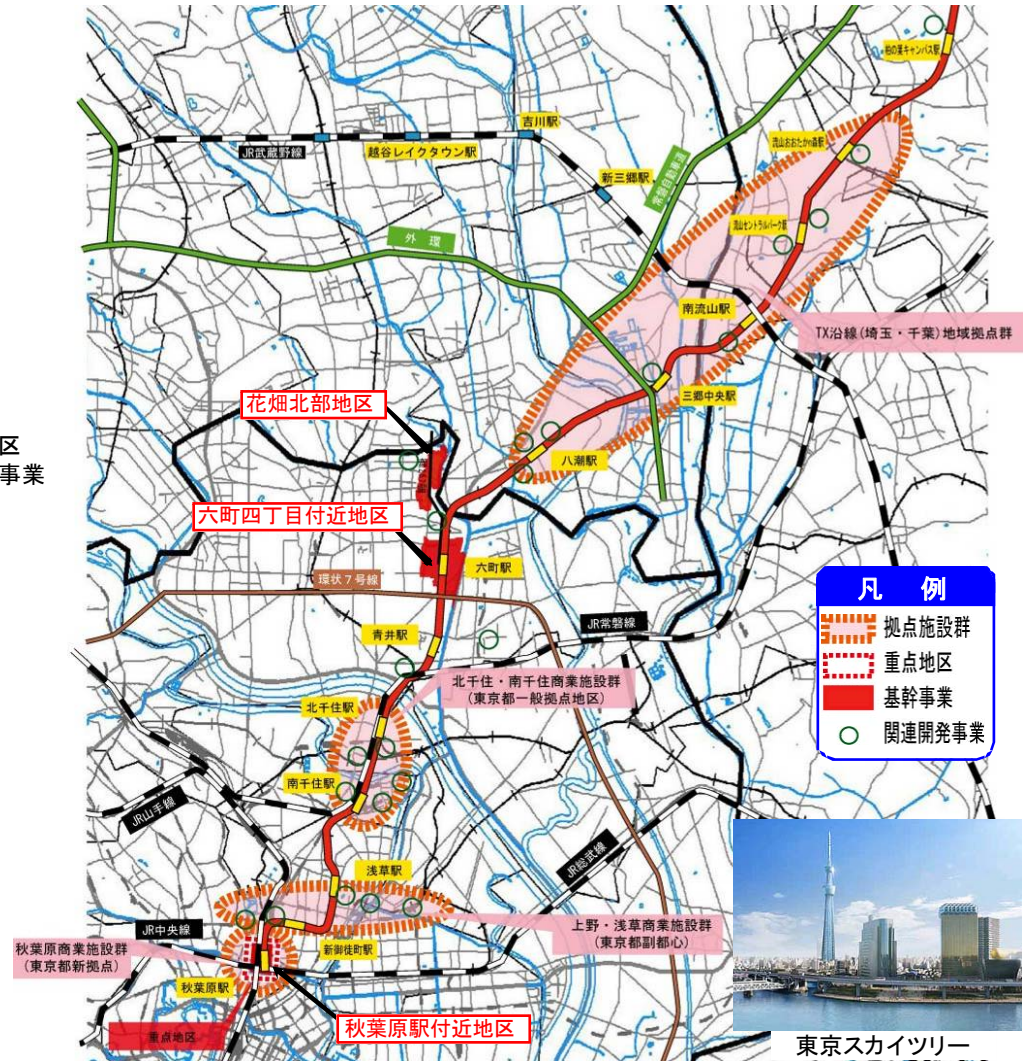 柏の葉キャンパス駅
吉川駅
流山おおたかの森駅
JR武蔵野線
越谷レイクタウン駅
新三郷駅
常磐自動車道
流山セントラルパーク駅
外 環
南流山駅
TX沿線(埼玉・千葉)地域拠点群
三郷中央駅
花畑北部地区
区
事業
八潮駅
六町四丁目付近地区
六町駅
環状7号線
凡 例
拠点施設群
重点地区
基幹事業
関連開発事業
JR常磐線
青井駅
北千住・南千住商業施設群
(東京都一般拠点地区)
北千住駅
南千住駅
JR山手線
JR総武線
浅草駅
JR中央線
上野・浅草商業施設群
(東京都副都心)
新御徒町駅
秋葉原商業施設群
(東京都新拠点)
秋葉原駅
重点地区
秋葉原駅付近地区
東京スカイツリー